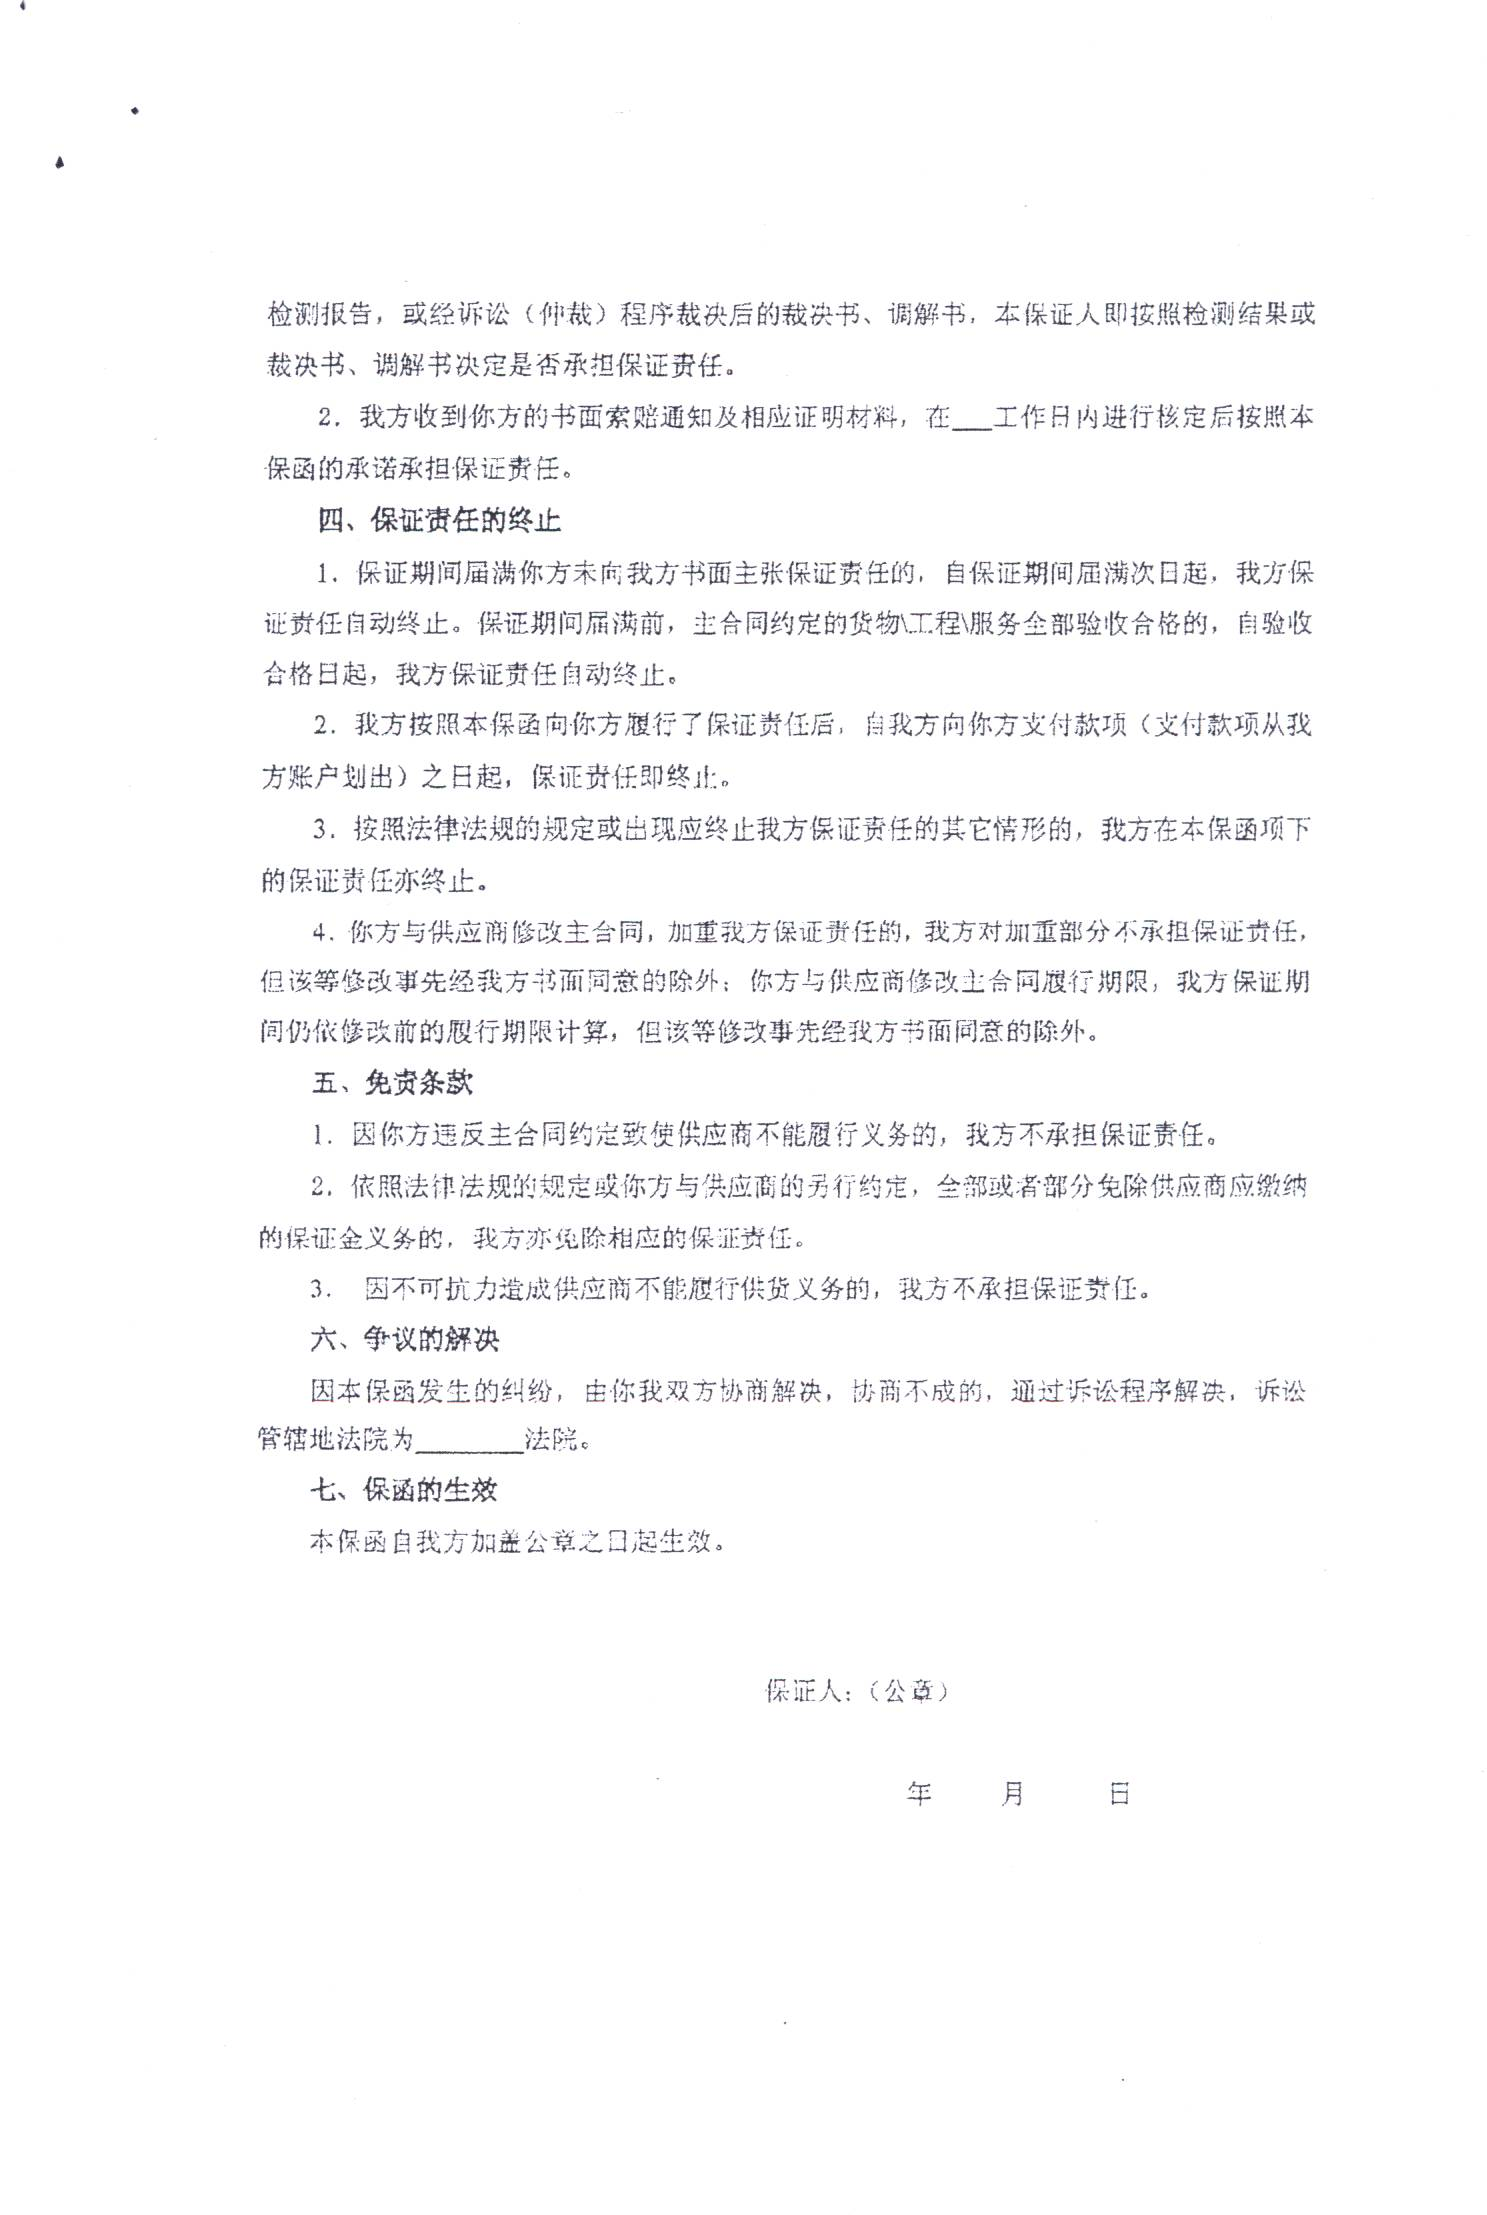 检测报告，或经诉讼（仲裁）程序裁决后的裁决书、调解书，本保证人即按照检测结果或
裁决书、调解书决定是否承担保证责任。
2．我方收到你方的书面索赔通知及相应证明材料，在___工作日内进行核定后按照本
保函的承诺承担保证责任。
四、保证责任的终止
1．保证期间届满你方未向我方书面主张保证责任的，自保证期间届满次日起，我方保
证责任自动终止。保证期间届满前，主合同约定的货物\工程\服务全部验收合格的，自验收
合格日起，我方保证责任自动终止。
2．我方按照本保函向你方履行了保证责任后，自我方向你方支付款项（支付款项从我
方账户划出）之日起，保证责任即终止。
3．按照法律法规的规定或出现应终止我方保证责任的其它情形的，我方在本保函项下
的保证责任亦终止。
4．你方与供应商修改主合同，加重我方保证责任的，我方对加重部分不承担保证责任，
但该等修改事先经我方书面同意的除外；你方与供应商修改主合同履行期限，我方保证期
间仍依修改前的履行期限计算，但该等修改事先经我方书面同意的除外。
五、免责条款
1．因你方违反主合同约定致使供应商不能履行义务的，我方不承担保证责任。
2．依照法律法规的规定或你方与供应商的另行约定，全部或者部分免除供应商应缴纳
的保证金义务的，我方亦免除相应的保证责任。
3． 因不可抗力造成供应商不能履行供货义务的，我方不承担保证责任。
六、争议的解决
因本保函发生的纠纷，由你我双方协商解决，协商不成的，通过诉讼程序解决，诉讼
管辖地法院为________法院。
七、保函的生效
本保函自我方加盖公章之日起生效。
保证人：（公章）
年 月 日